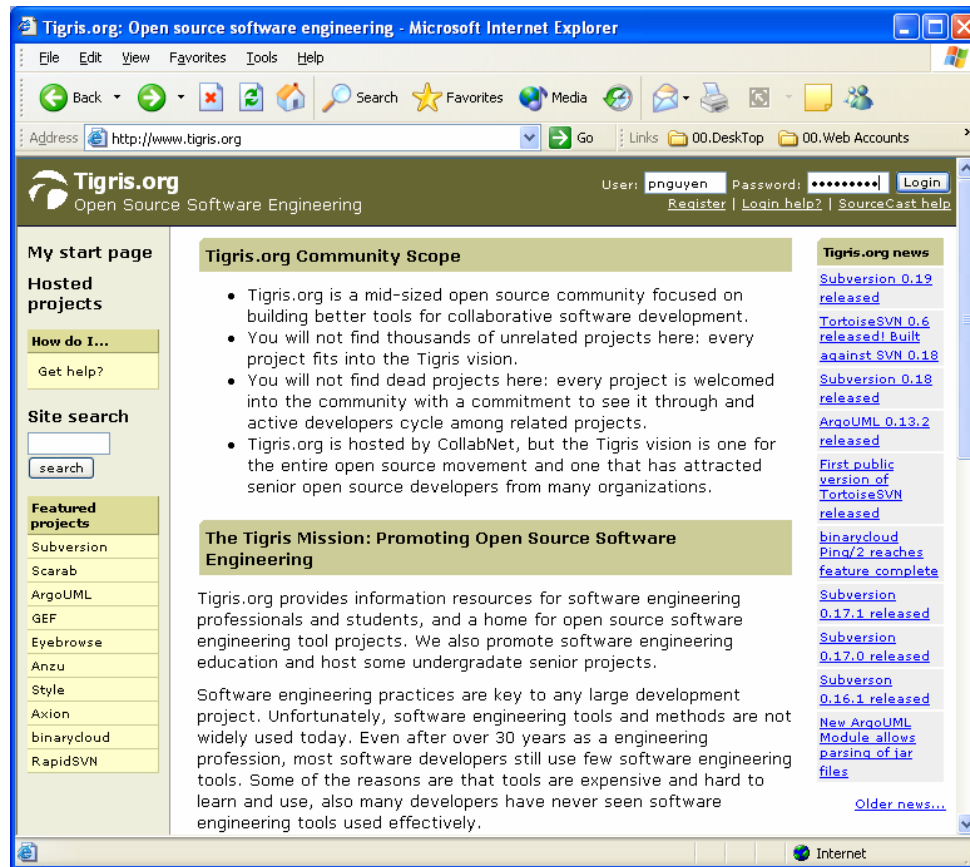 Tigris.org: Open source software engineering - Microsoft Internet Explorer
File Edit View Favorites Tools Help
Back Search Favorites Media
Address http://www.tigris.org Go Links 00.DeskTop 00.Web Accounts
Tigris.org
Open Source Software Engineering
User: pnguyen Password: ••••••••• Login
Register | Login help? | SourceCast help
My start page
Hosted
projects
How do I...
Get help?
Site search
search
Featured
projects
Subversion
Scarab
ArgoUML
GEF
Eyebrowse
Anzu
Style
Axion
binarycloud
RapidSVN
Tigris.org Community Scope
• Tigris.org is a mid-sized open source community focused on
building better tools for collaborative software development.
• You will not find thousands of unrelated projects here: every
project fits into the Tigris vision.
• You will not find dead projects here: every project is welcomed
into the community with a commitment to see it through and
active developers cycle among related projects.
• Tigris.org is hosted by CollabNet, but the Tigris vision is one for
the entire open source movement and one that has attracted
senior open source developers from many organizations.
The Tigris Mission: Promoting Open Source Software
Engineering
Tigris.org provides information resources for software engineering
professionals and students, and a home for open source software
engineering tool projects. We also promote software engineering
education and host some undergradate senior projects.
Software engineering practices are key to any large development
project. Unfortunately, software engineering tools and methods are not
widely used today. Even after over 30 years as a engineering
profession, most software developers still use few software engineering
tools. Some of the reasons are that tools are expensive and hard to
learn and use, also many developers have never seen software
engineering tools used effectively.
Tigris.org news
Subversion 0.19
released
TortoiseSVN 0.6
released! Built
against SVN 0.18
Subversion 0.18
released
ArgoUML 0.13.2
released
First public
version of
TortoiseSVN
released
binarycloud
Ping/2 reaches
feature complete
Subversion
0.17.1 released
Subversion
0.17.0 released
Subverson
0.16.1 released
New ArgoUML
Module allows
parsing of jar
files
Older news...
Internet